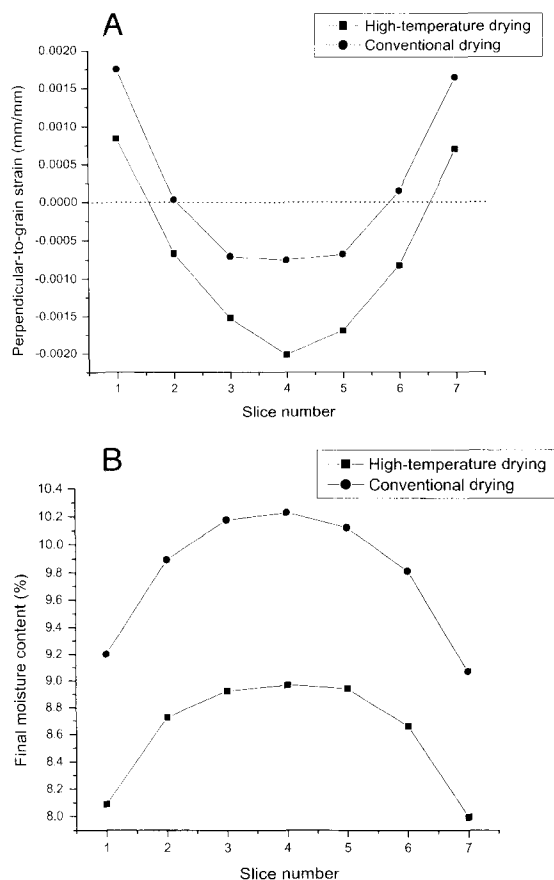 A
High-temperature drying
Conventional drying
0.0020
0.0015
0.0010
0.0005
0.0000
-0.0005
-0.0010
-0.0015
-0.0020
Perpendicular-to-grain strain (mm/mm)
1 2 3 4 5 6 7
Slice number
B
High-temperature drying
Conventional drying
10.4
10.2
10.0
9.8
9.6
9.4
9.2
9.0
8.8
8.6
8.4
8.2
8.0
Final moisture content (%)
1 2 3 4 5 6 7
Slice number